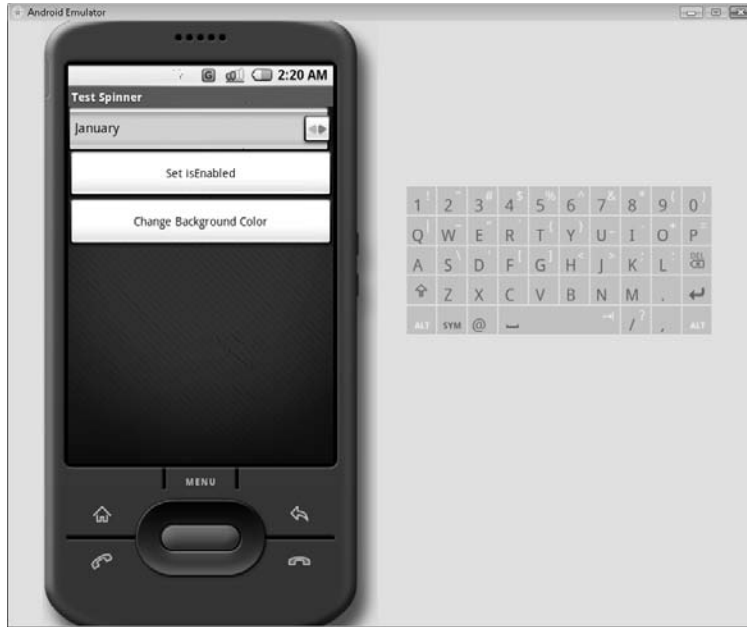 Android Emulator
2:20 AM
Test Spinner
January
Set isEnabled
Change Background Color
MENU
1 ! 2 3 # 4 $ 5 % 6 ^ 7 & 8 * 9 ( 0 )
Q | W ~ E " R ` T { Y } U - I O + P =
A S \ D ' F [ G ] H < J > K ; L : DEL
Z X C V B N M .
ALT SYM @ / ? , ALT